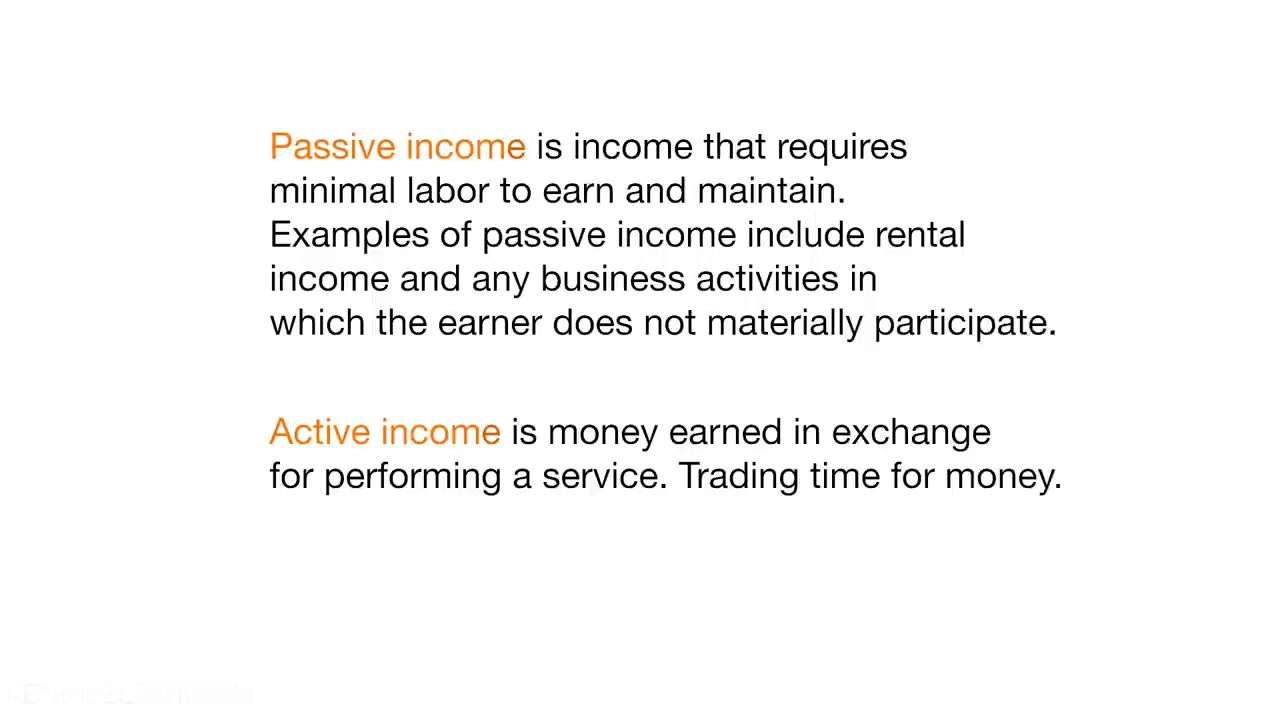 Passive income is income that requires
minimal labor to earn and maintain.
Examples of passive income include rental
income and any business activities in
which the earner does not materially participate.
Active income is money earned in exchange
for performing a service. Trading time for money.